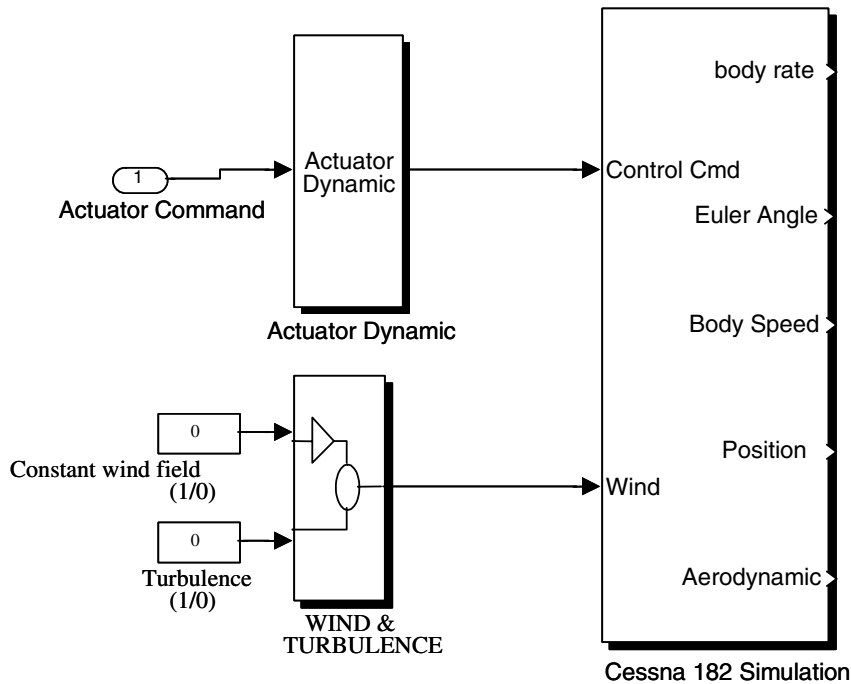 body rate
Actuator
Dynamic
Control Cmd
1
Actuator Command
Euler Angle
Body Speed
Actuator Dynamic
0
Constant wind field
(1/0)
Position
Wind
0
Turbulence
(1/0)
Aerodynamic
WIND &
TURBULENCE
Cessna 182 Simulation